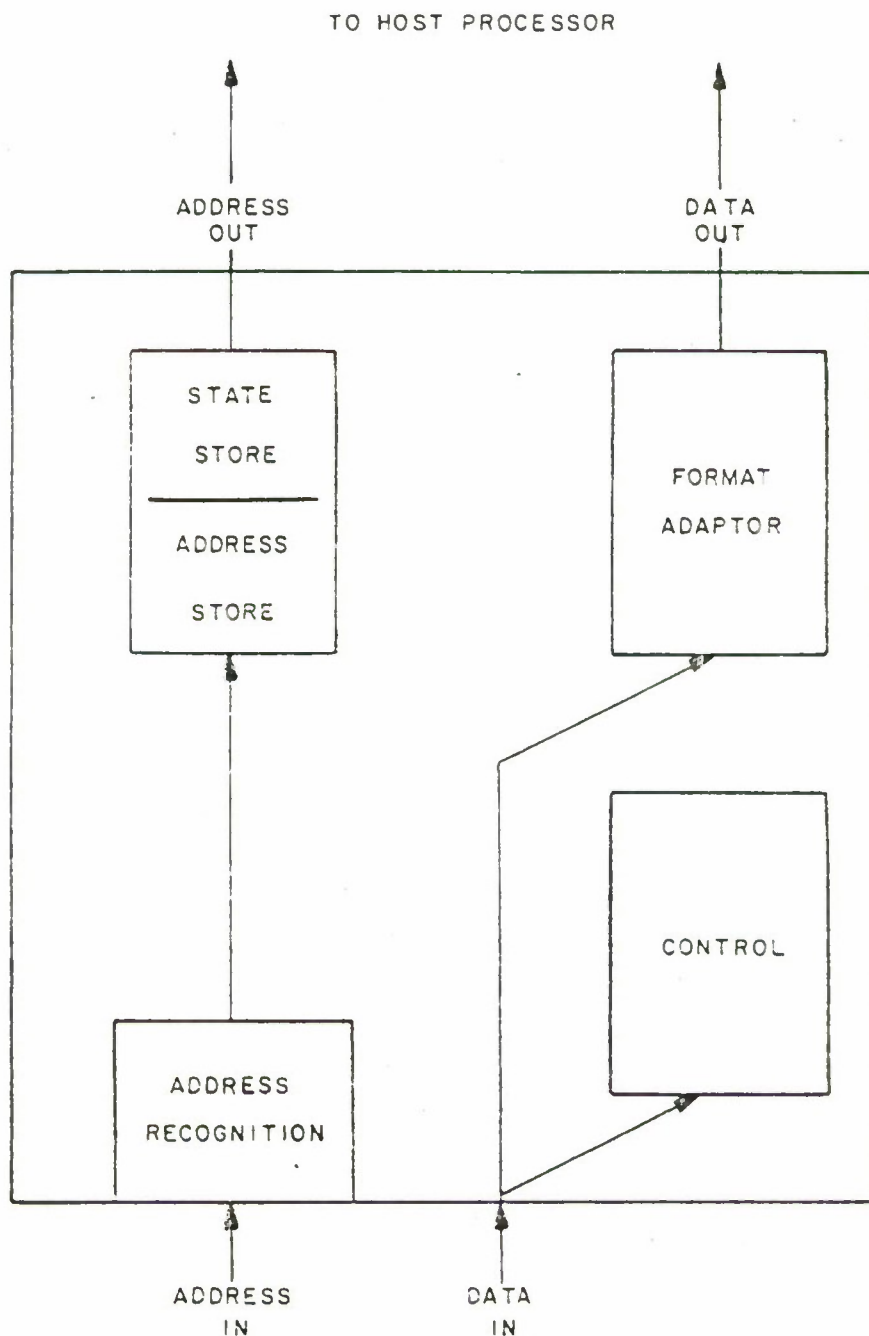 TO HOST PROCESSOR
ADDRESS
OUT
DATA
OUT
STATE
STORE
ADDRESS
STORE
FORMAT
ADAPTOR
CONTROL
ADDRESS
RECOGNITION
ADDRESS
IN
DATA
IN